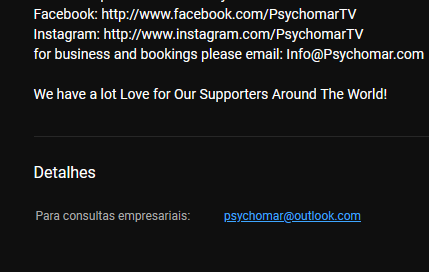 Facebook: http://www.facebook.com/PsychomarTV
Instagram: http://www.instagram.com/PsychomarTV
for business and bookings please email: Info@Psychomar.com
We have a lot Love for Our Supporters Around The World!
Detalhes
Para consultas empresariais: psychomar@outlook.com